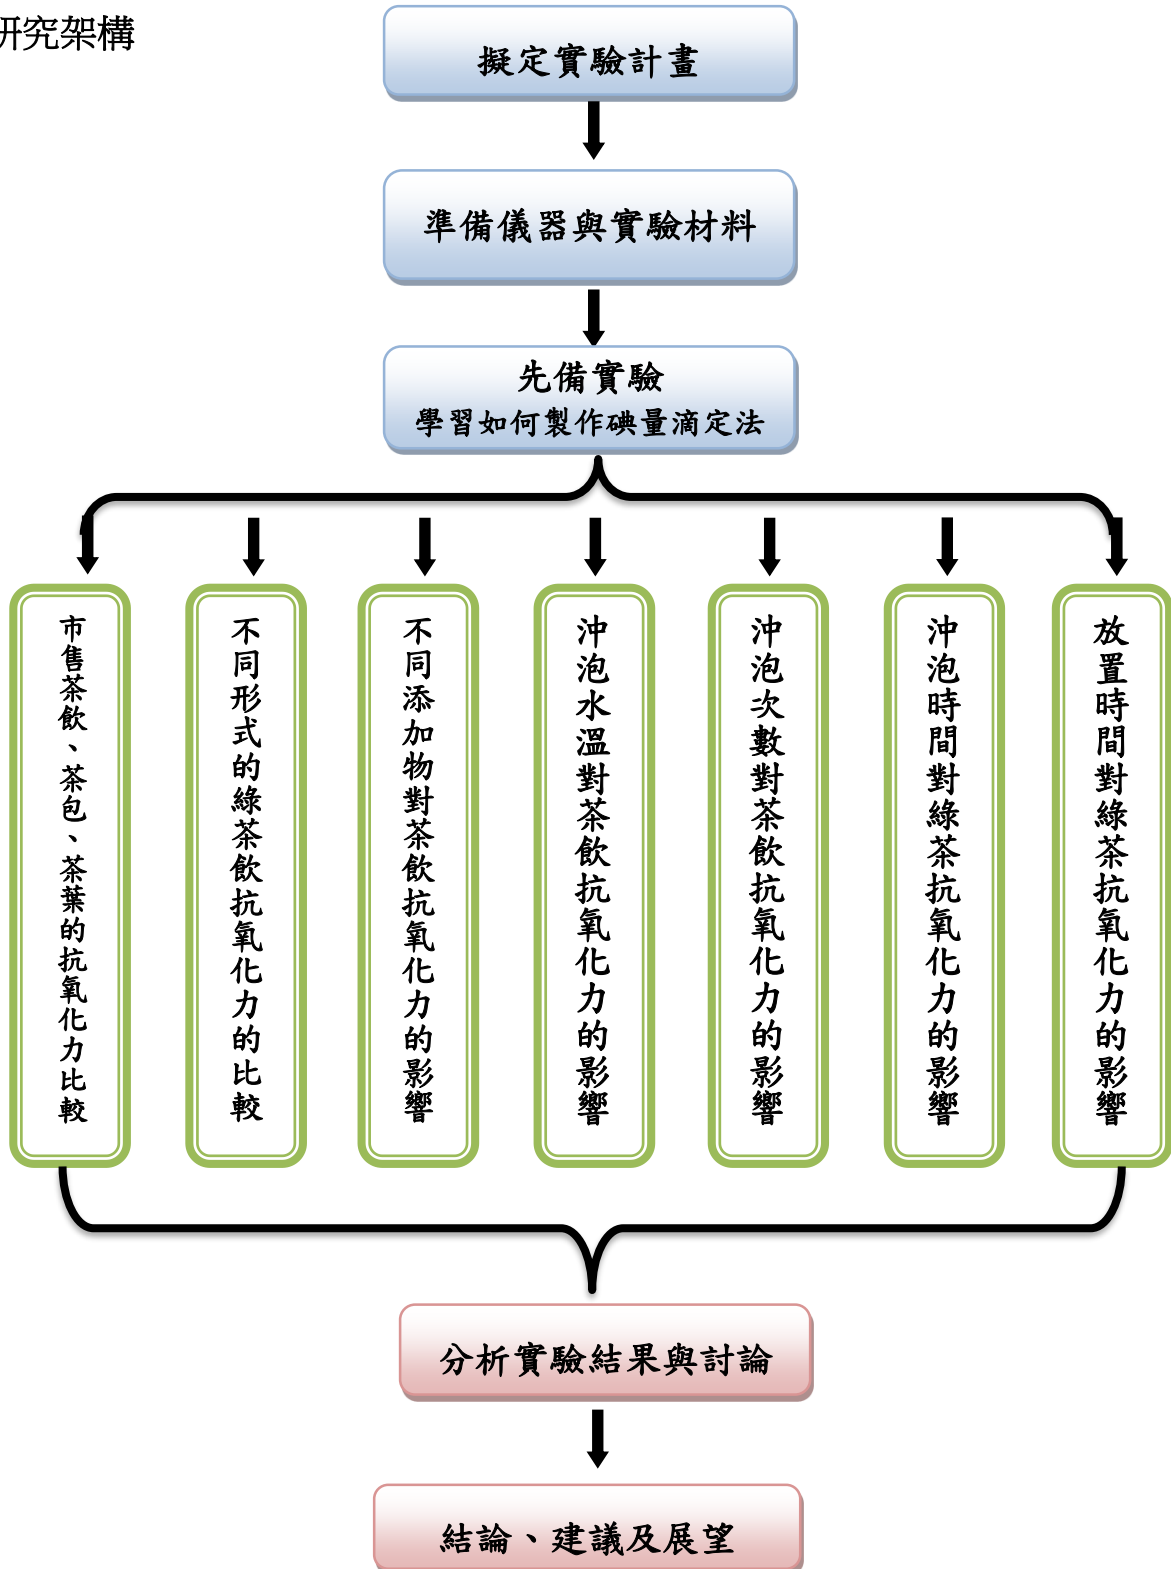 研究架構
擬定實驗計畫
準備儀器與實驗材料
先備實驗
學習如何製作碘量滴定法
市售茶飲、茶包、茶葉的抗氧化力比較
不同形式的綠茶飲抗氧化力的比較
不同添加物對茶飲抗氧化力的影響
沖泡水溫對茶飲抗氧化力的影響
沖泡次數對茶飲抗氧化力的影響
沖泡時間對綠茶抗氧化力的影響
放置時間對綠茶抗氧化力的影響
分析實驗結果與討論
結論、建議及展望